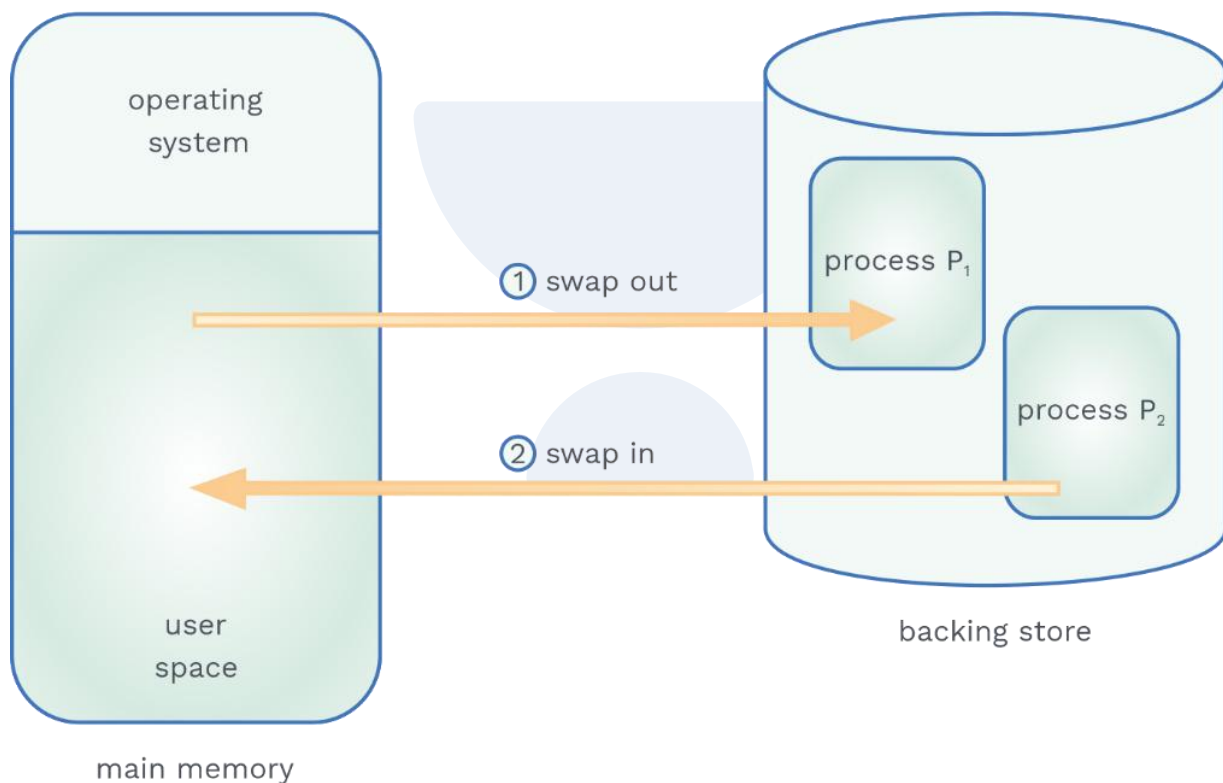 operating
system
process P₁
① swap out
process P₂
② swap in
user
space
backing store
main memory